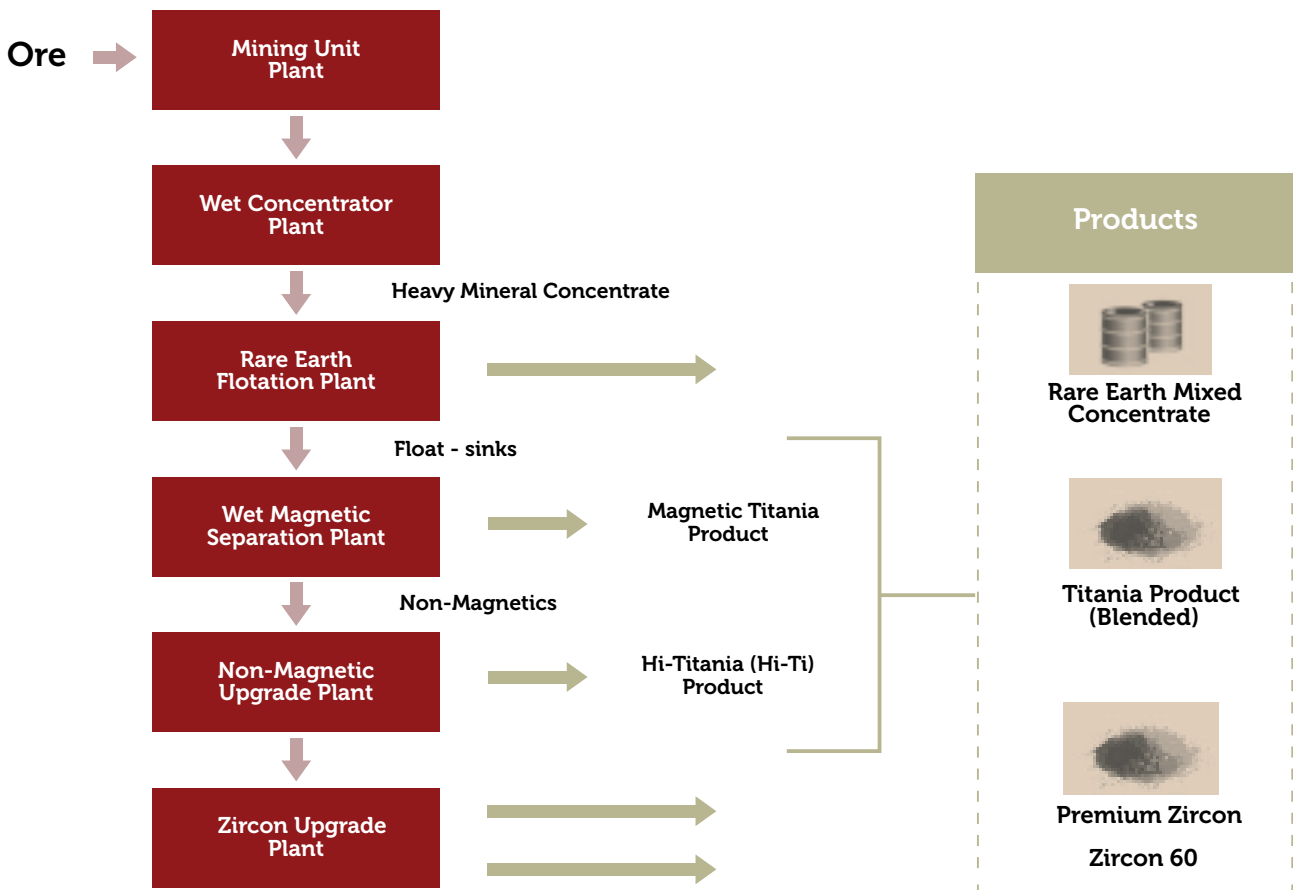 Ore
Mining Unit
Plant
Wet Concentrator
Plant
Products
Heavy Mineral Concentrate
Rare Earth
Flotation Plant
Rare Earth Mixed
Concentrate
Float - sinks
Wet Magnetic
Separation Plant
Magnetic Titania
Product
Titania Product
(Blended)
Non-Magnetics
Non-Magnetic
Upgrade Plant
Hi-Titania (Hi-Ti)
Product
Zircon Upgrade
Plant
Premium Zircon
Zircon 60